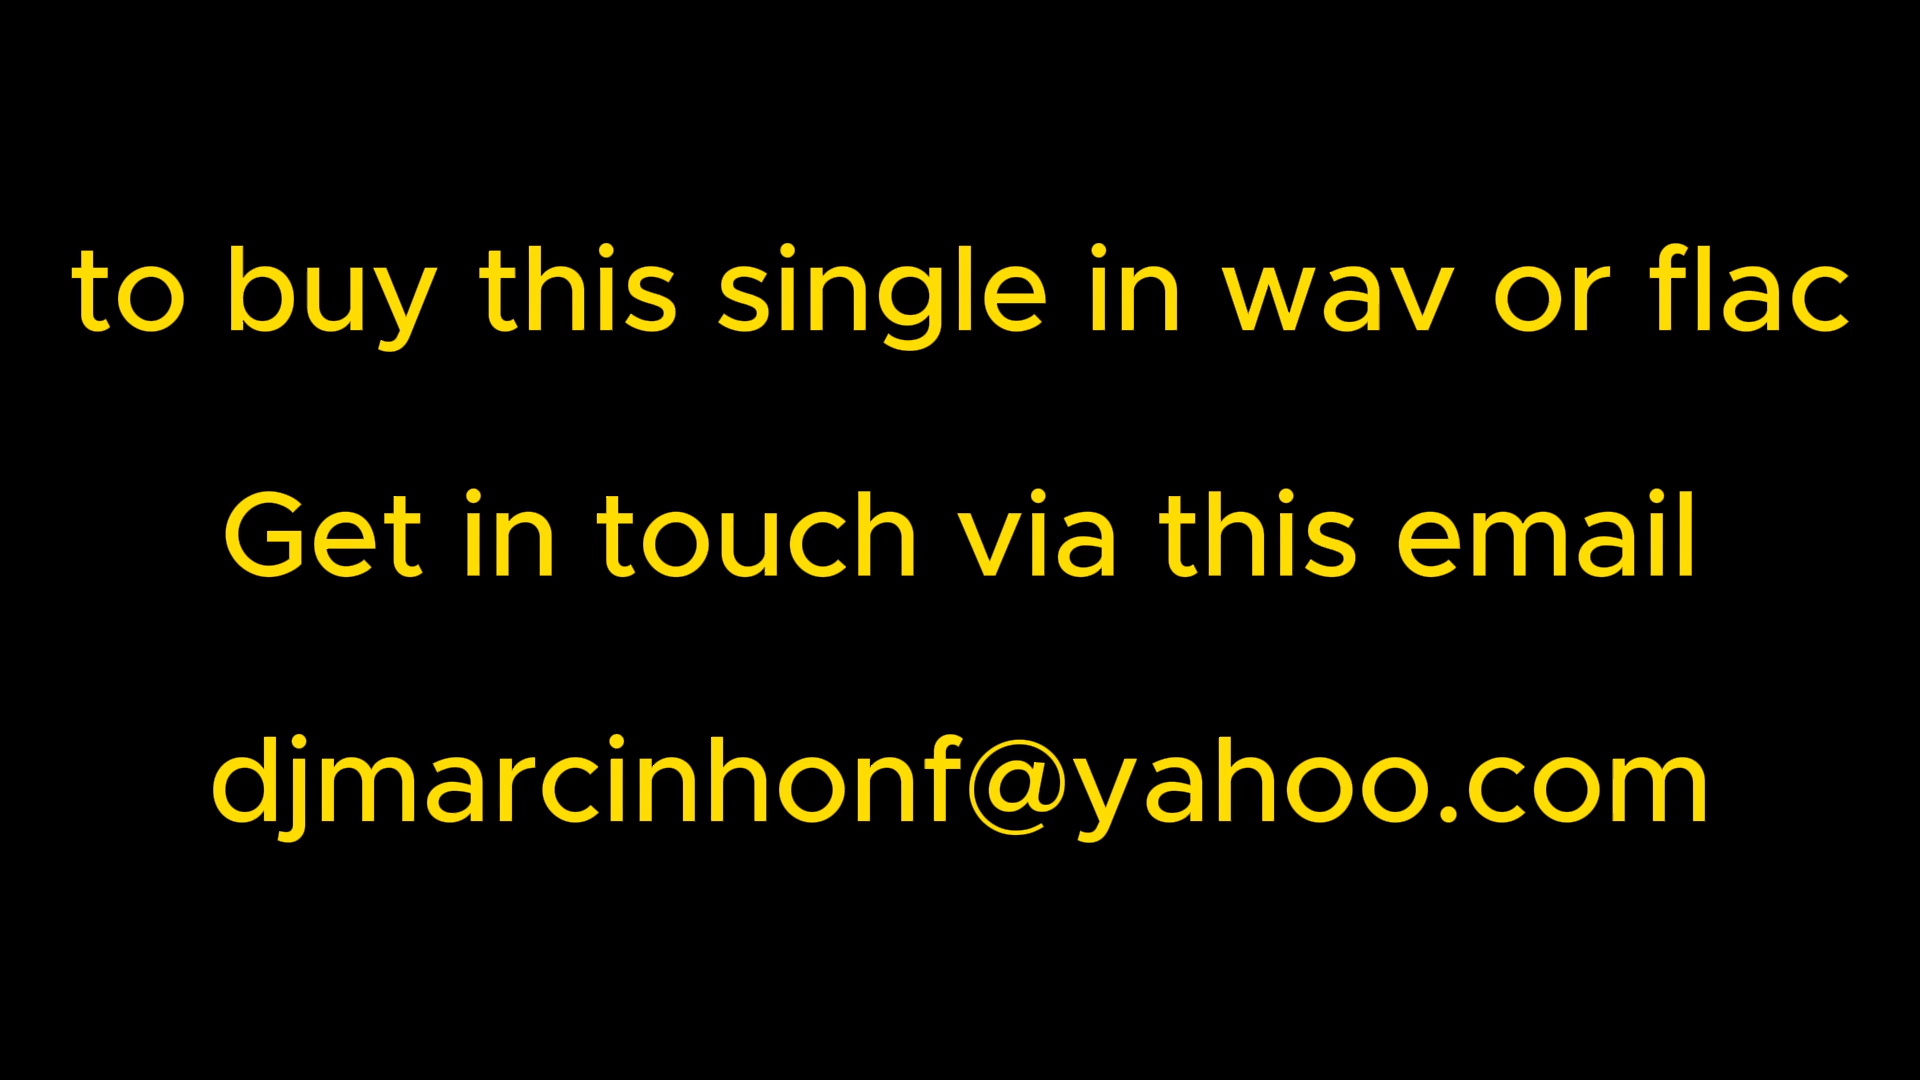 to buy this single in wav or flac
Get in touch via this email
djmarcinhonf@yahoo.com